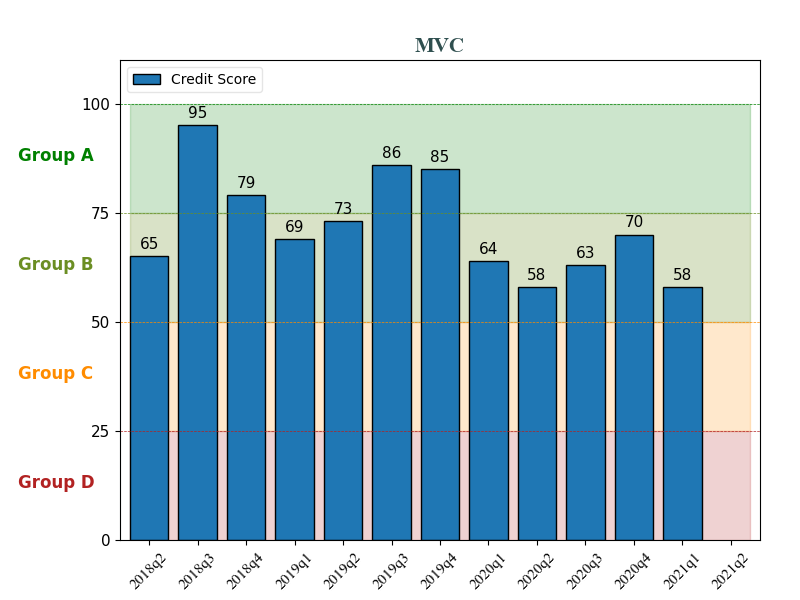 MVC
Credit Score
100
75
50
25
0
Group A
Group B
Group C
Group D
65
95
79
69
73
86
85
64
58
63
70
58
2018q2
2018q3
2018q4
2019q1
2019q2
2019q3
2019q4
2020q1
2020q2
2020q3
2020q4
2021q1
2021q2